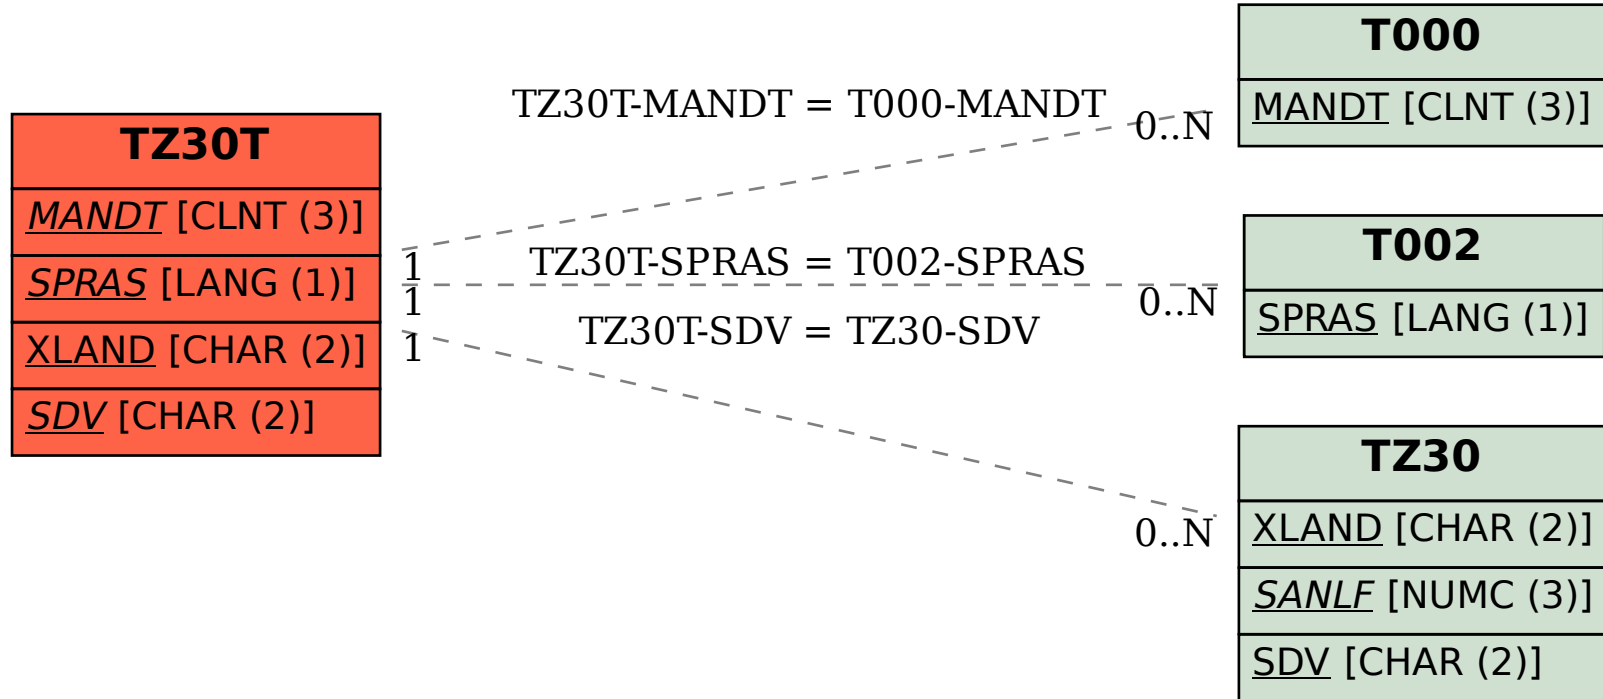 TZ30T
MANDT [CLNT (3)]
SPRAS [LANG (1)]
XLAND [CHAR (2)]
SDV [CHAR (2)]
TZ30T-MANDT = T000-MANDT
0..N
1
TZ30T-SPRAS = T002-SPRAS
0..N
1
TZ30T-SDV = TZ30-SDV
1
0..N
T000
MANDT [CLNT (3)]
T002
SPRAS [LANG (1)]
TZ30
XLAND [CHAR (2)]
SANLF [NUMC (3)]
SDV [CHAR (2)]